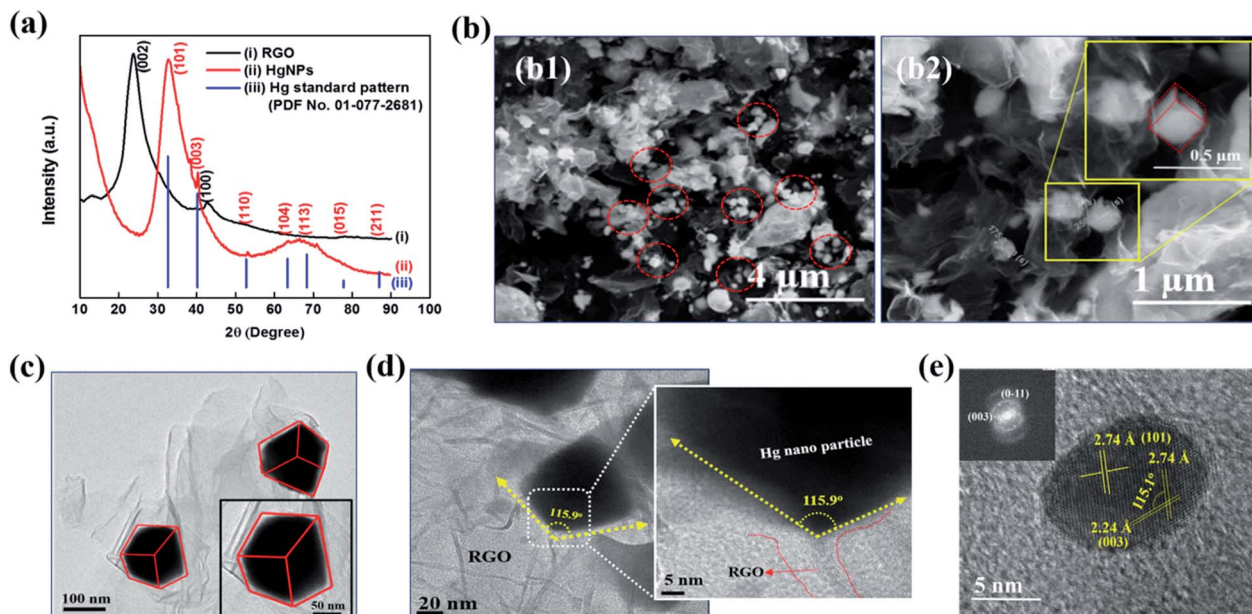 (a)
(i) RGO
(ii) HgNPs
(iii) Hg standard pattern
(PDF No. 01-077-2681)
(002)
(101)
(003)
(100)
(110)
(104)
(113)
(015)
(211)
(i)
(ii)
(iii)
Intensity (a.u.)
10 20 30 40 50 60 70 80 90 100
2θ (Degree)
(b)
(b1)
4 µm
(b2)
0.5 µm
1 µm
(c)
100 nm
50 nm
(d)
115.9°
RGO
20 nm
Hg nano particle
115.9°
RGO
5 nm
(e)
(0-11)
(003)
2.74 Å (101)
2.74 Å
115.1°
2.24 Å
(003)
5 nm